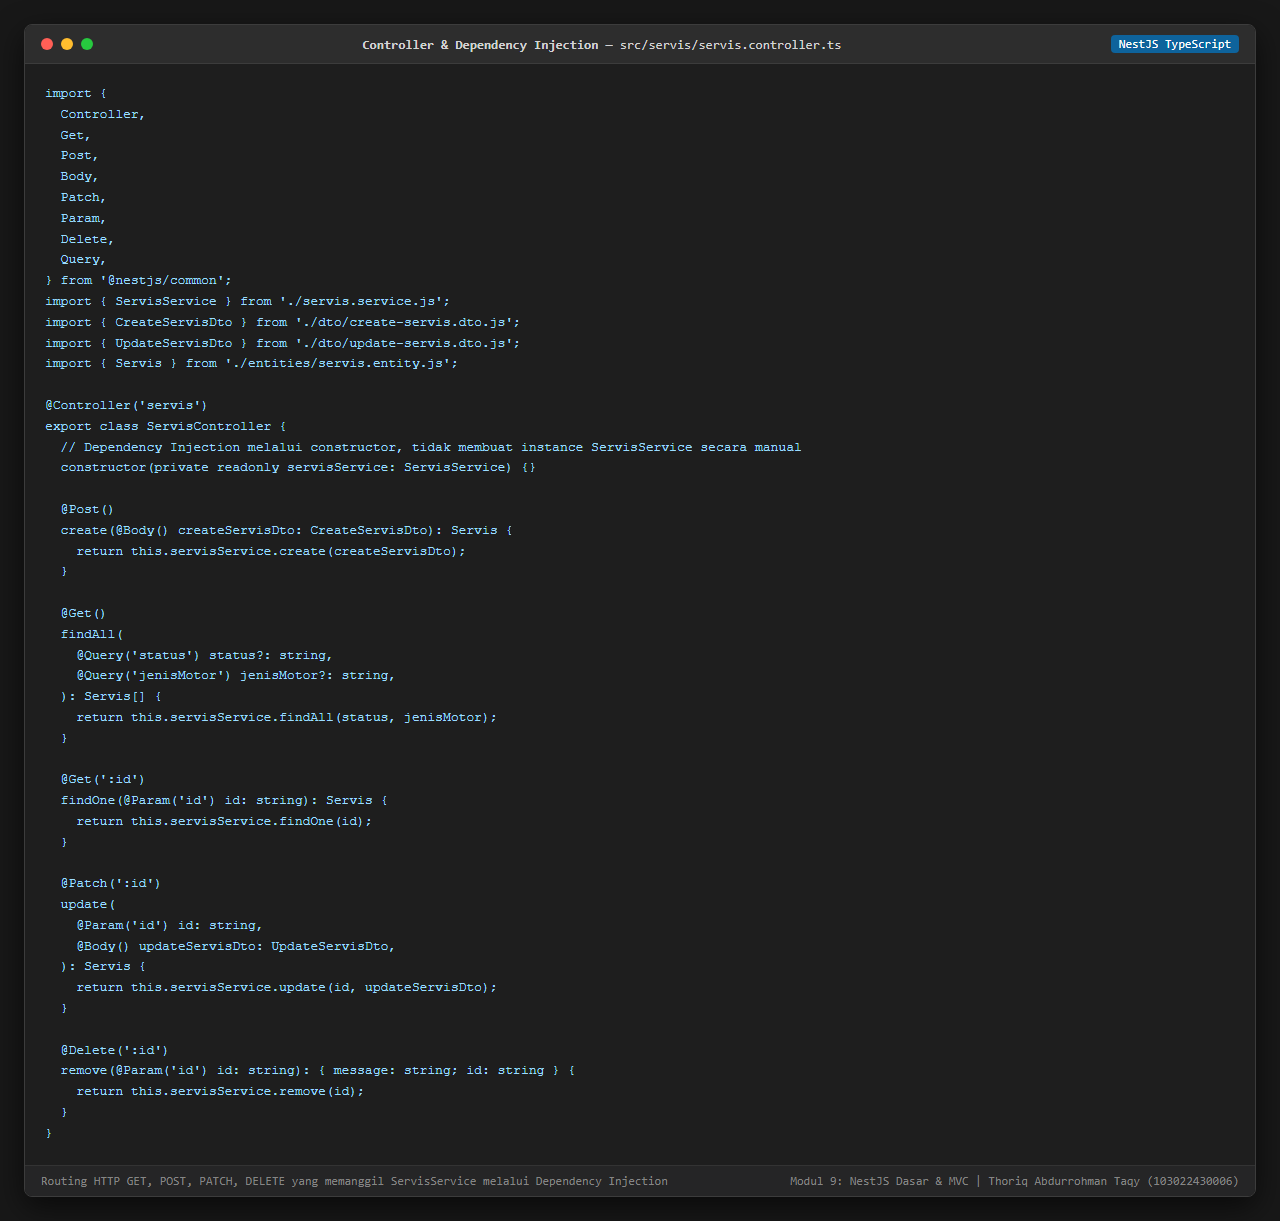 Controller & Dependency Injection — src/servis/servis.controller.ts
NestJS TypeScript
import {
  Controller,
  Get,
  Post,
  Body,
  Patch,
  Param,
  Delete,
  Query,
} from '@nestjs/common';
import { ServisService } from './servis.service.js';
import { CreateServisDto } from './dto/create-servis.dto.js';
import { UpdateServisDto } from './dto/update-servis.dto.js';
import { Servis } from './entities/servis.entity.js';

@Controller('servis')
export class ServisController {
  // Dependency Injection melalui constructor, tidak membuat instance ServisService secara manual
  constructor(private readonly servisService: ServisService) {}

  @Post()
  create(@Body() createServisDto: CreateServisDto): Servis {
    return this.servisService.create(createServisDto);
  }

  @Get()
  findAll(
    @Query('status') status?: string,
    @Query('jenisMotor') jenisMotor?: string,
  ): Servis[] {
    return this.servisService.findAll(status, jenisMotor);
  }

  @Get(':id')
  findOne(@Param('id') id: string): Servis {
    return this.servisService.findOne(id);
  }

  @Patch(':id')
  update(
    @Param('id') id: string,
    @Body() updateServisDto: UpdateServisDto,
  ): Servis {
    return this.servisService.update(id, updateServisDto);
  }

  @Delete(':id')
  remove(@Param('id') id: string): { message: string; id: string } {
    return this.servisService.remove(id);
  }
}
Routing HTTP GET, POST, PATCH, DELETE yang memanggil ServisService melalui Dependency Injection
Modul 9: NestJS Dasar & MVC | Thoriq Abdurrohman Taqy (103022430006)